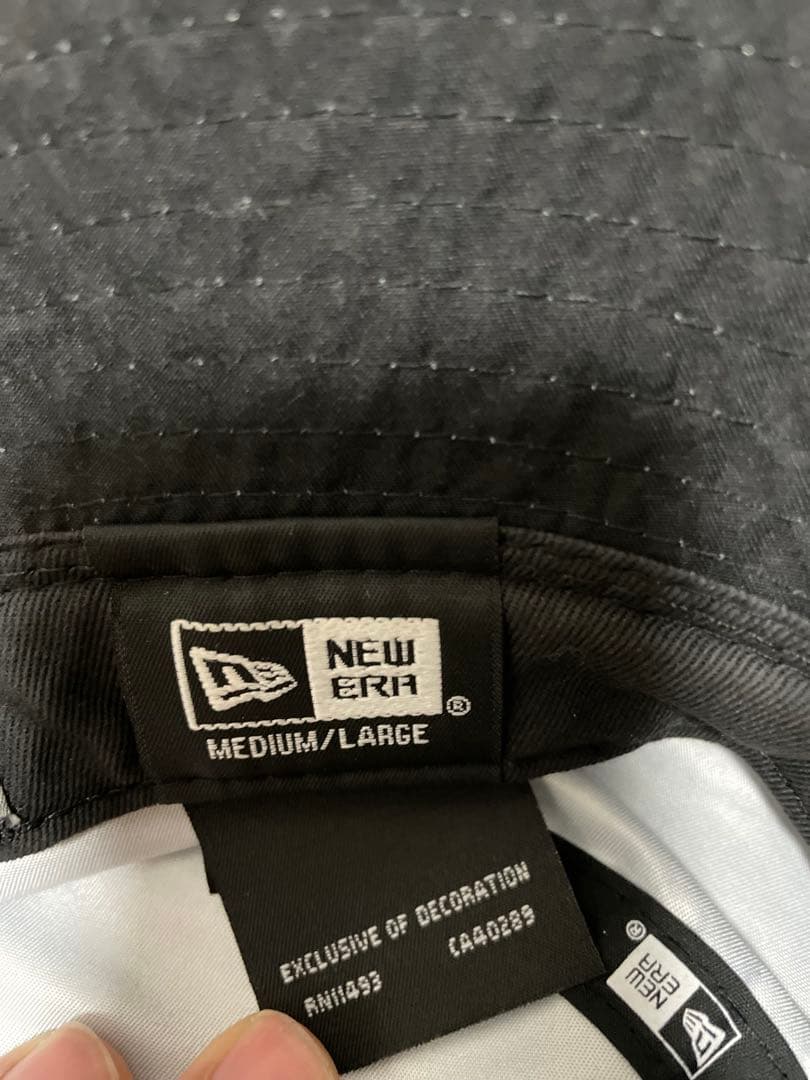 NEW
ERA
®
MEDIUM/LARGE
EXCLUSIVE OF DECORATION
RN11493 CA40289
®
NEW
ERA